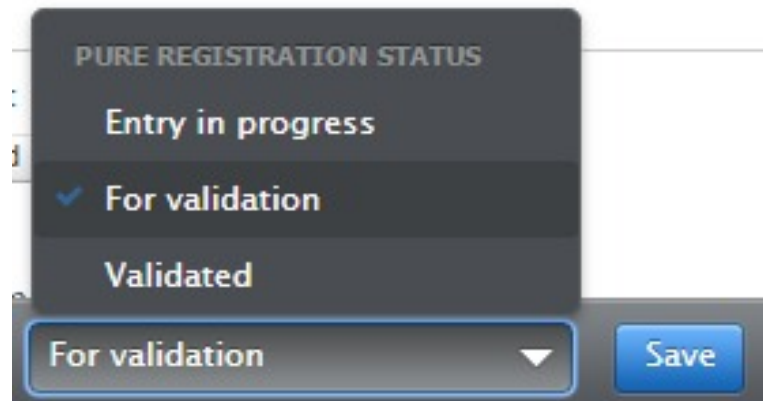 PURE REGISTRATION STATUS
Entry in progress
For validation
Validated
For validation
Save